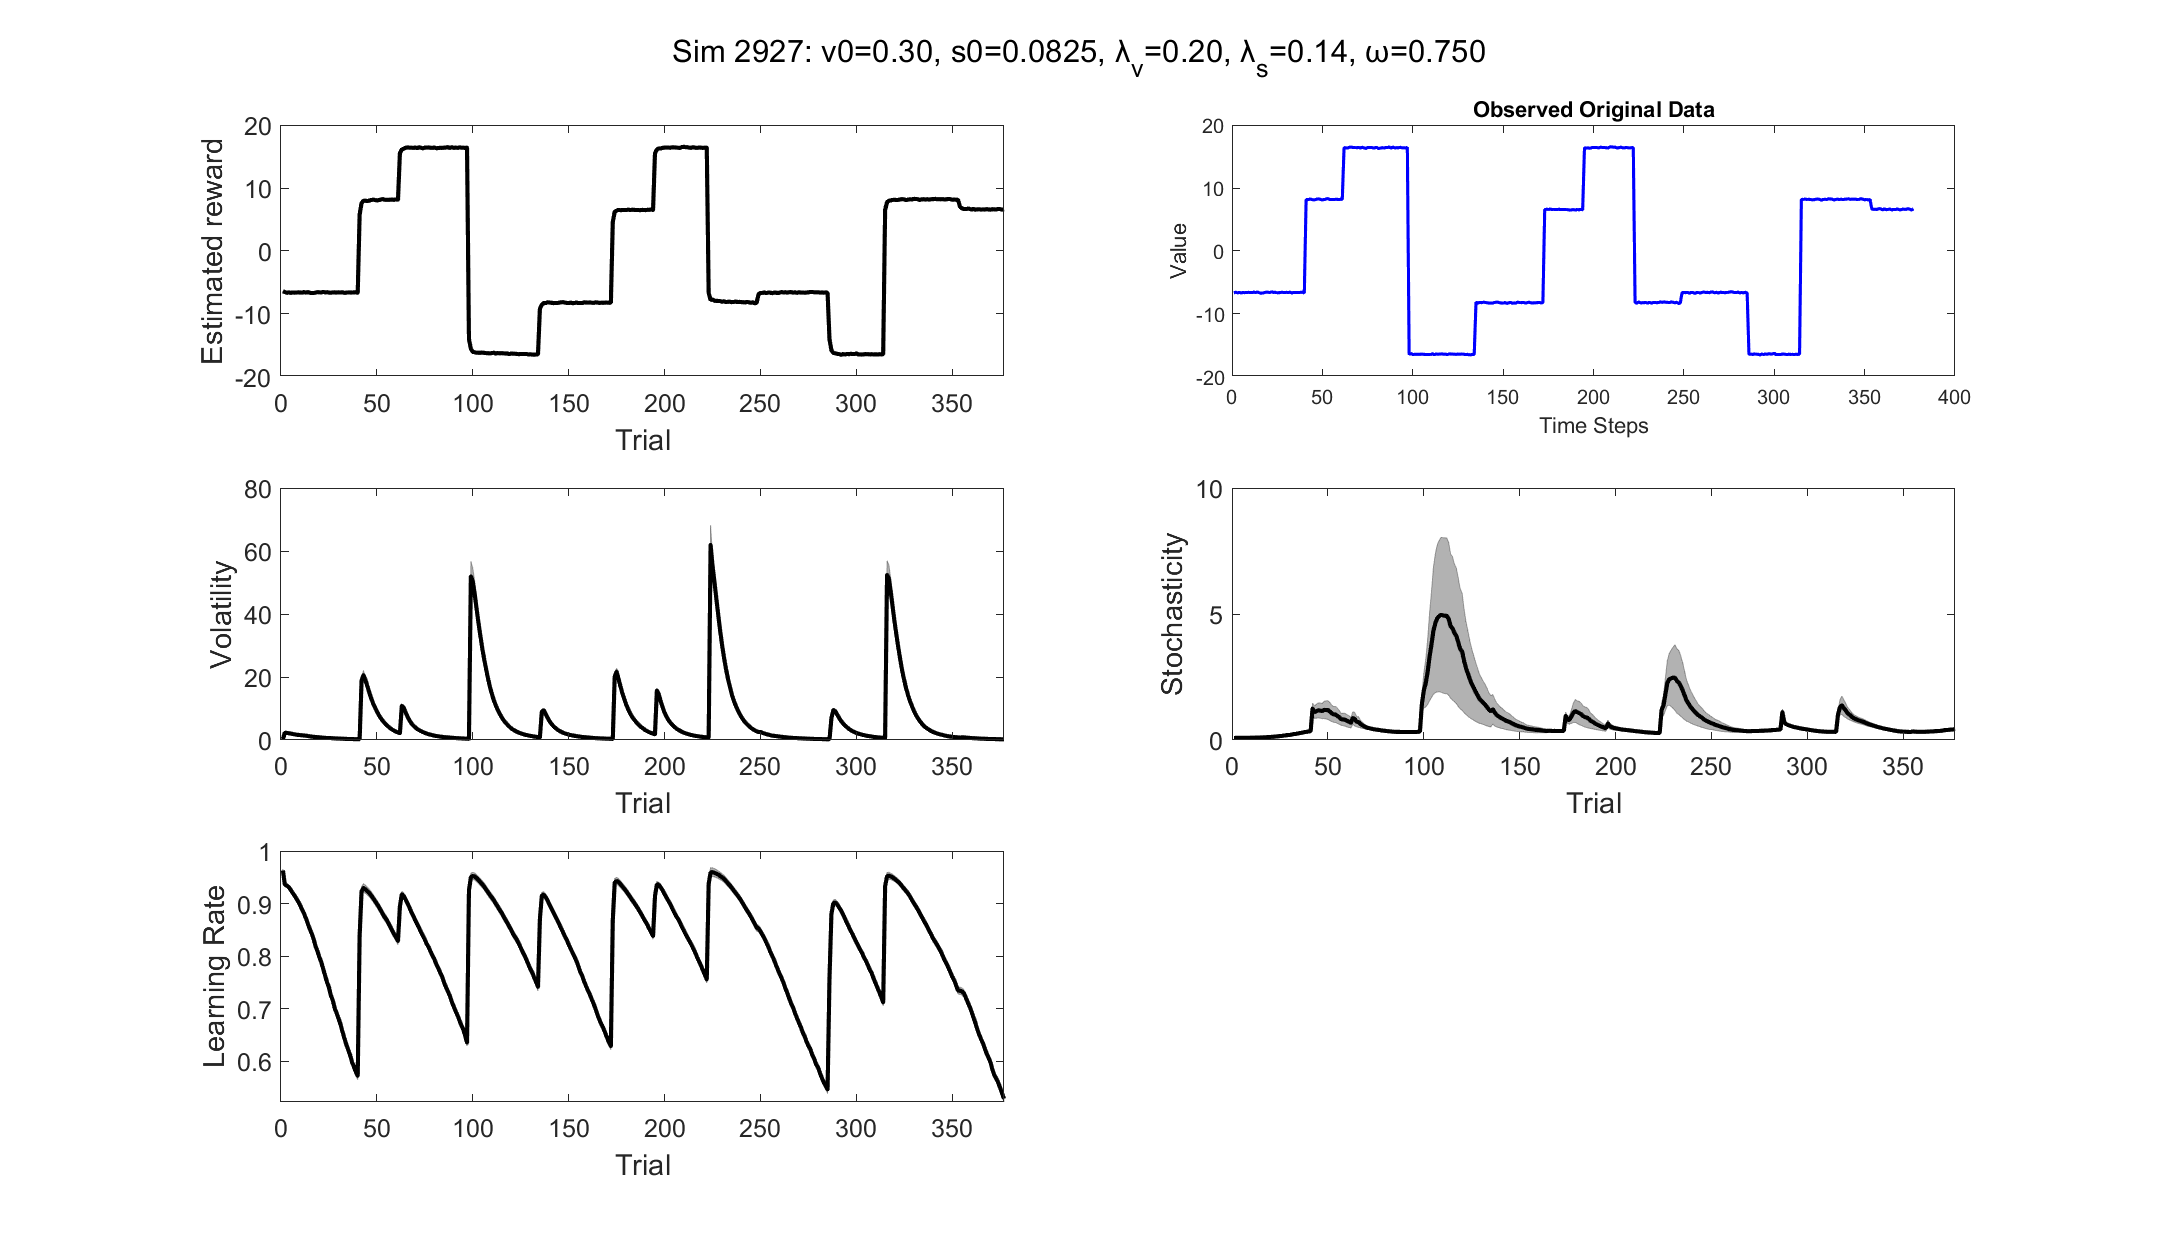 Sim 2927: v0=0.30, s0=0.0825, λ_v=0.20, λ_s=0.14, ω=0.750
Estimated reward
20
10
0
-10
-20
0 50 100 150 200 250 300 350
Trial
Observed Original Data
Value
20
10
0
-10
-20
0 50 100 150 200 250 300 350 400
Time Steps
Volatility
80
60
40
20
0
0 50 100 150 200 250 300 350
Trial
Stochasticity
10
5
0
0 50 100 150 200 250 300 350
Trial
Learning Rate
1
0.9
0.8
0.7
0.6
0 50 100 150 200 250 300 350
Trial